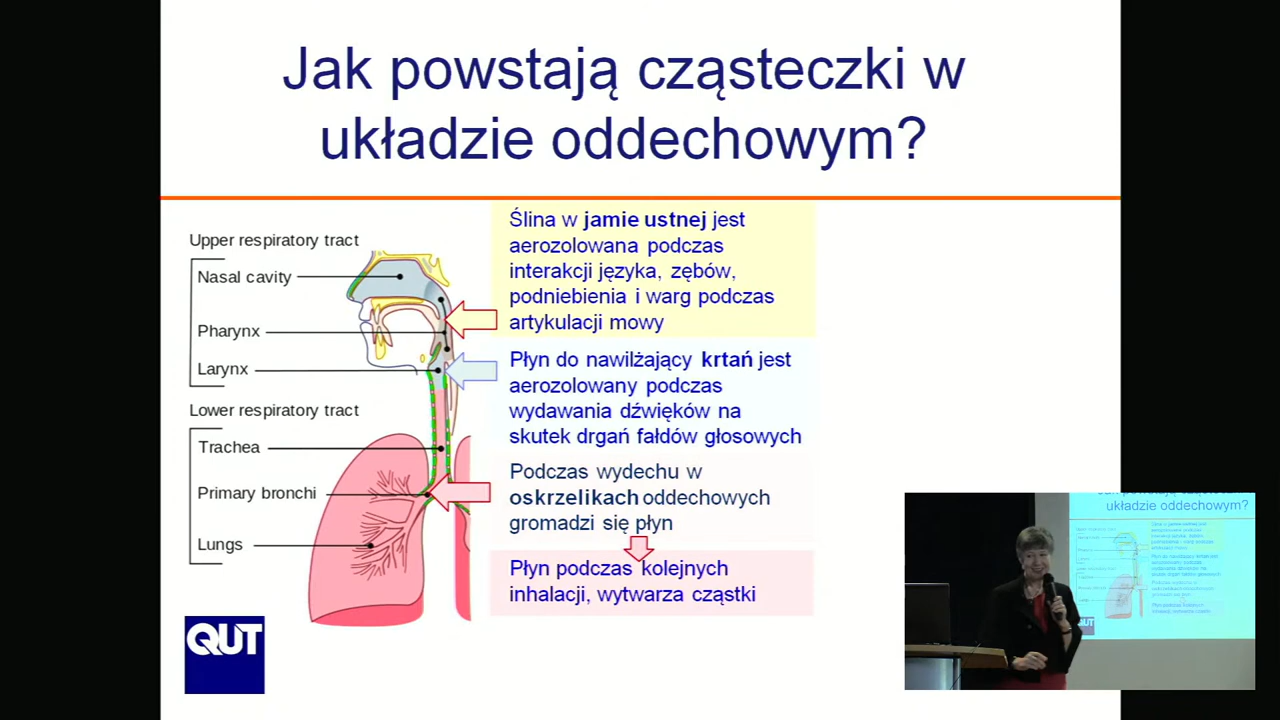 Jak powstają cząsteczki w
układzie oddechowym?
Upper respiratory tract
Nasal cavity
Pharynx
Larynx
Lower respiratory tract
Trachea
Primary bronchi
Lungs
Ślina w jamie ustnej jest
aerozolowana podczas
interakcji języka, zębów,
podniebienia i warg podczas
artykulacji mowy
Płyn do nawilżający krtań jest
aerozolowany podczas
wydawania dźwięków na
skutek drgań fałdów głosowych
Podczas wydechu w
oskrzelikach oddechowych
gromadzi się płyn
Płyn podczas kolejnych
inhalacji, wytwarza cząstki
QUT
układzie oddechowym?